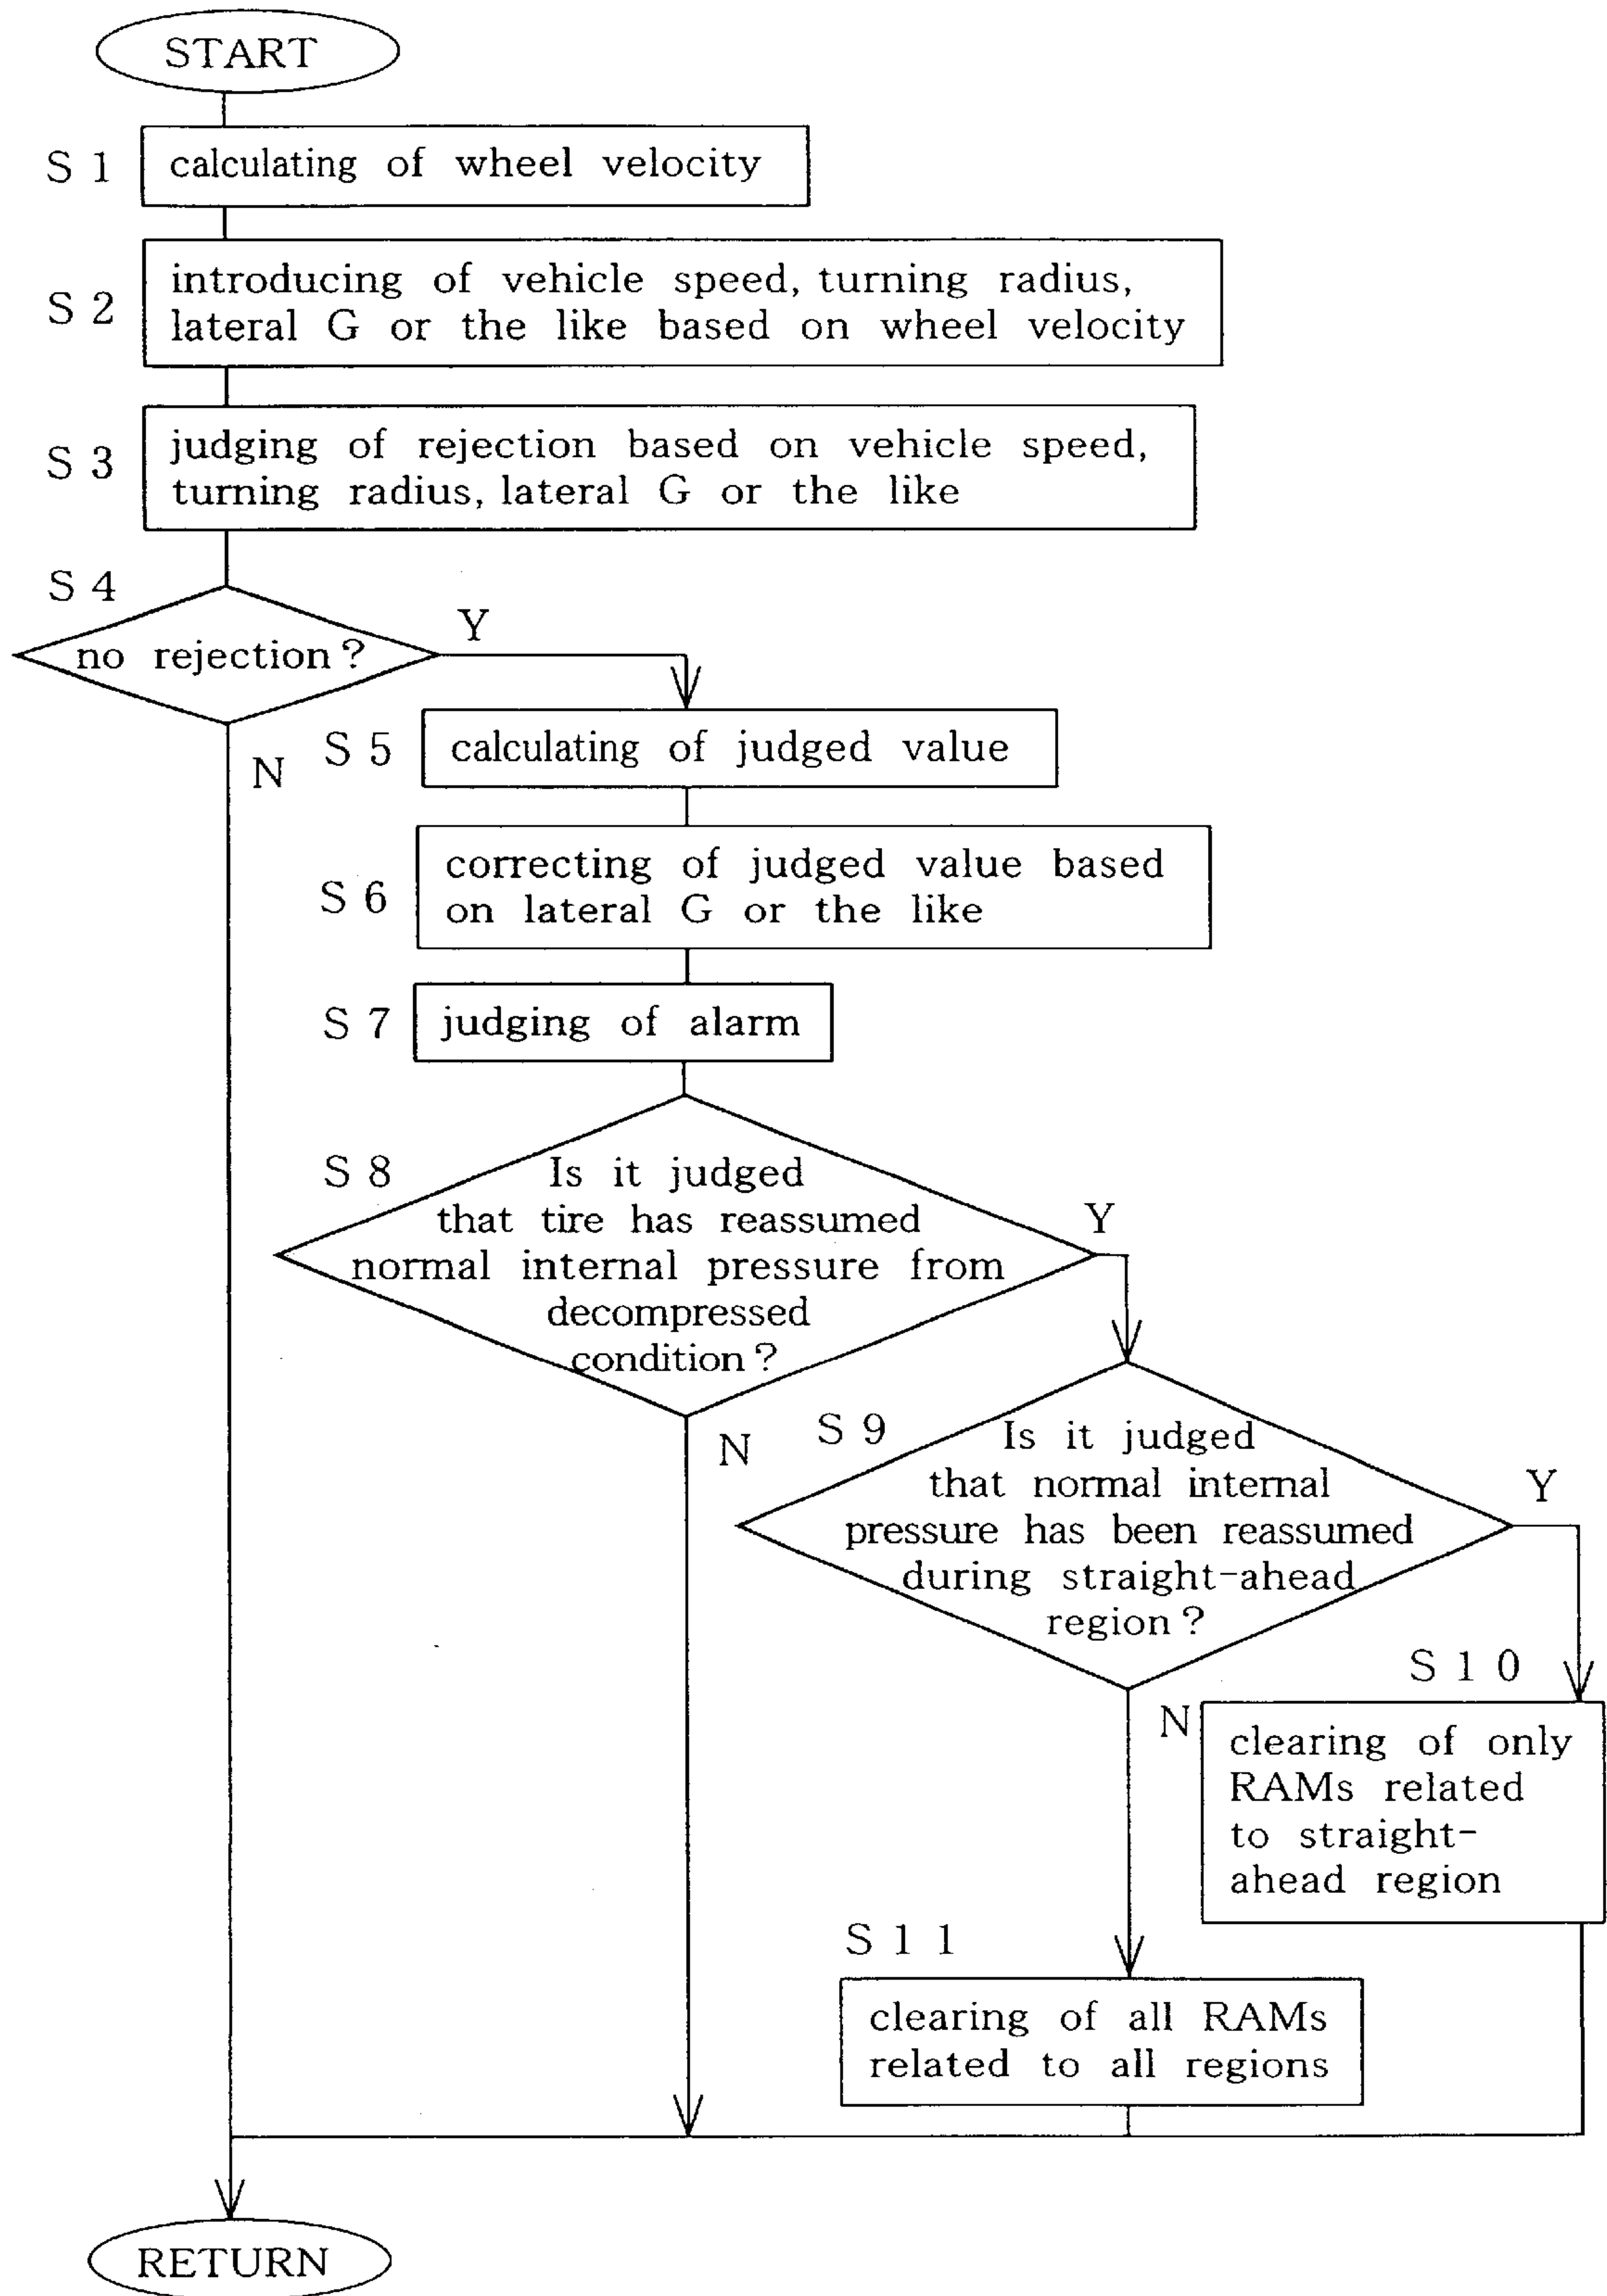 START
S 1
calculating of wheel velocity
S 2
introducing of vehicle speed, turning radius,
lateral G or the like based on wheel velocity
S 3
judging of rejection based on vehicle speed,
turning radius, lateral G or the like
S 4
no rejection?
Y
N
S 5
calculating of judged value
S 6
correcting of judged value based
on lateral G or the like
S 7
judging of alarm
S 8
Is it judged
that tire has reassumed
normal internal pressure from
decompressed
condition?
Y
N
S 9
Is it judged
that normal internal
pressure has been reassumed
during straight-ahead
region?
Y
N
S 1 0
clearing of only
RAMs related
to straight-
ahead region
S 1 1
clearing of all RAMs
related to all regions
RETURN